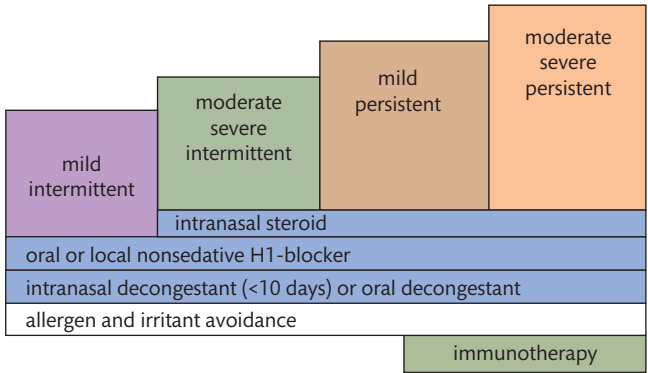 mild
intermittent
moderate
severe
intermittent
mild
persistent
moderate
severe
persistent
intranasal steroid
oral or local nonsedative H1-blocker
intranasal decongestant (<10 days) or oral decongestant
allergen and irritant avoidance
immunotherapy